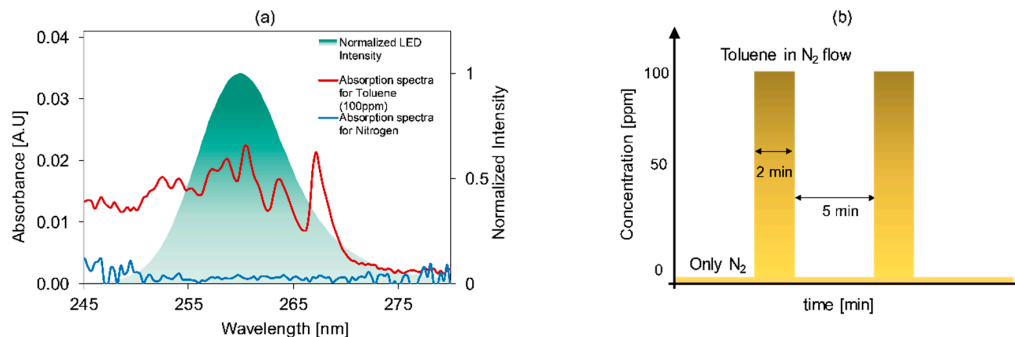 (a)
0.04
0.03
0.02
0.01
0.00
Absorbance [A.U]
Normalized LED
Intensity
Absorption spectra
for Toluene
(100ppm)
Absorption spectra
for Nitrogen
1
0.5
0
Normalized Intensity
245
255
265
275
Wavelength [nm]
(b)
Toluene in N2 flow
100
50
0
Concentration [ppm]
2 min
5 min
Only N2
time [min]